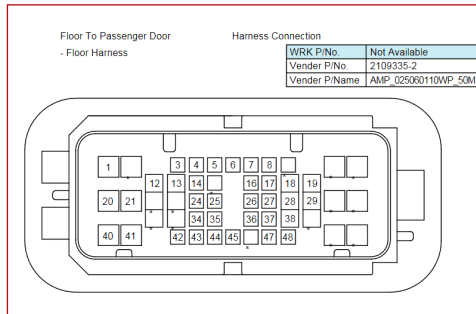 Floor To Passenger Door Harness Connection
- Floor Harness
WRK P/No. Not Available
Vender P/No. 2109335-2
Vender P/Name AMP_025060110WP_50M
1 3 4 5 6 7 8
12 13 14 16 17 18 19
20 21 24 25 26 27 28 29
34 35 36 37 38
40 41 42 43 44 45 47 48